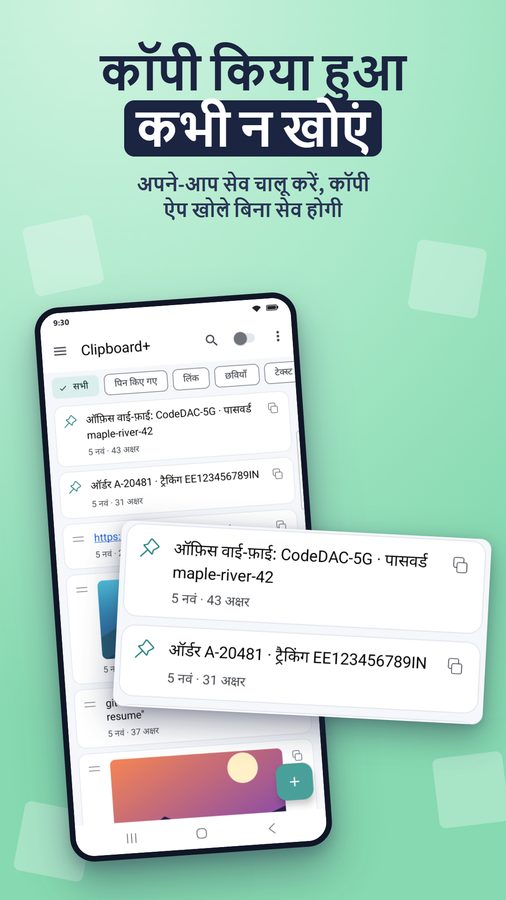 कॉपी किया हुआ
कभी न खोएं
अपने-आप सेव चालू करें, कॉपी
ऐप खोले बिना सेव होगी
9:30
Clipboard+
सभी
पिन किए गए
लिंक
छवियाँ
टेक्स्ट
ऑफ़िस वाई-फ़ाई: CodeDAC-5G · पासवर्ड
maple-river-42
5 नवं · 43 अक्षर
ऑर्डर A-20481 · ट्रैकिंग EE123456789IN
5 नवं · 31 अक्षर
https:
5 नवं · 2
ऑफ़िस वाई-फ़ाई: CodeDAC-5G · पासवर्ड
maple-river-42
5 नवं · 43 अक्षर
ऑर्डर A-20481 · ट्रैकिंग EE123456789IN
5 नवं · 31 अक्षर
5 न
git
resume"
5 नवं · 37 अक्षर